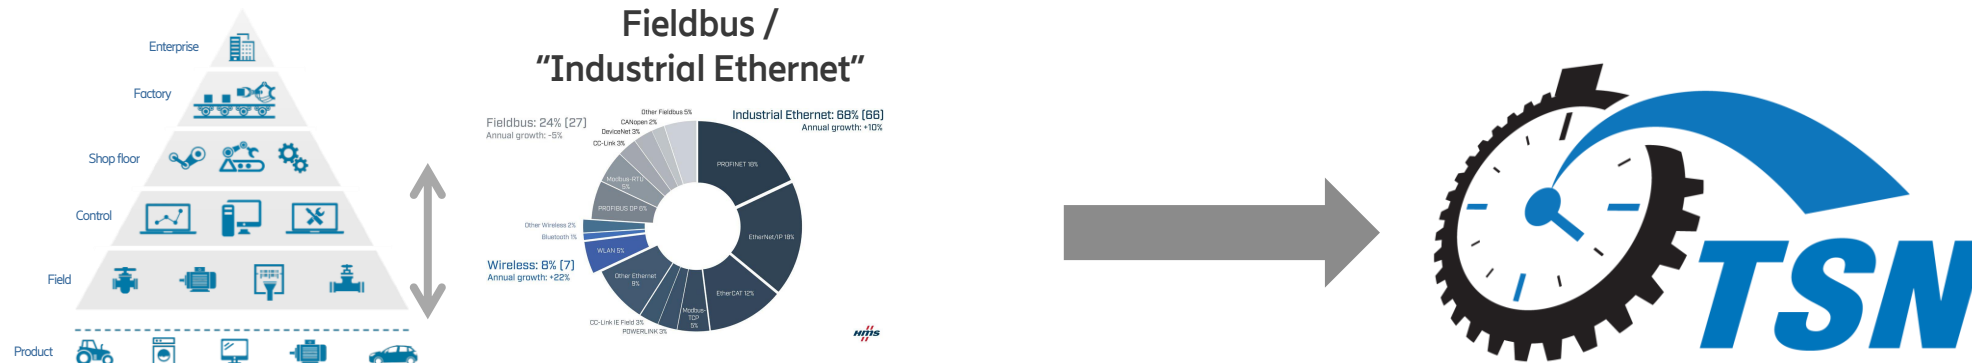 Enterprise
Factory
Shop floor
Control
Field
Product
Fieldbus /
“Industrial Ethernet”
Fieldbus: 24% [27]
Annual growth: -5%
Other Fieldbus 5%
CANopen 2%
DeviceNet 3%
CC-Link 3%
Modbus-RTU
5%
PROFIBUS DP 6%
Industrial Ethernet: 68% [66]
Annual growth: +10%
PROFINET 18%
EtherNet/IP 18%
EtherCAT 12%
Modbus-
TCP
5%
POWERLINK 3%
CC-Link IE Field 3%
Other Ethernet
8%
Other Wireless 2%
Bluetooth 1%
WLAN 5%
Wireless: 8% [7]
Annual growth: +22%
HMS
TSN